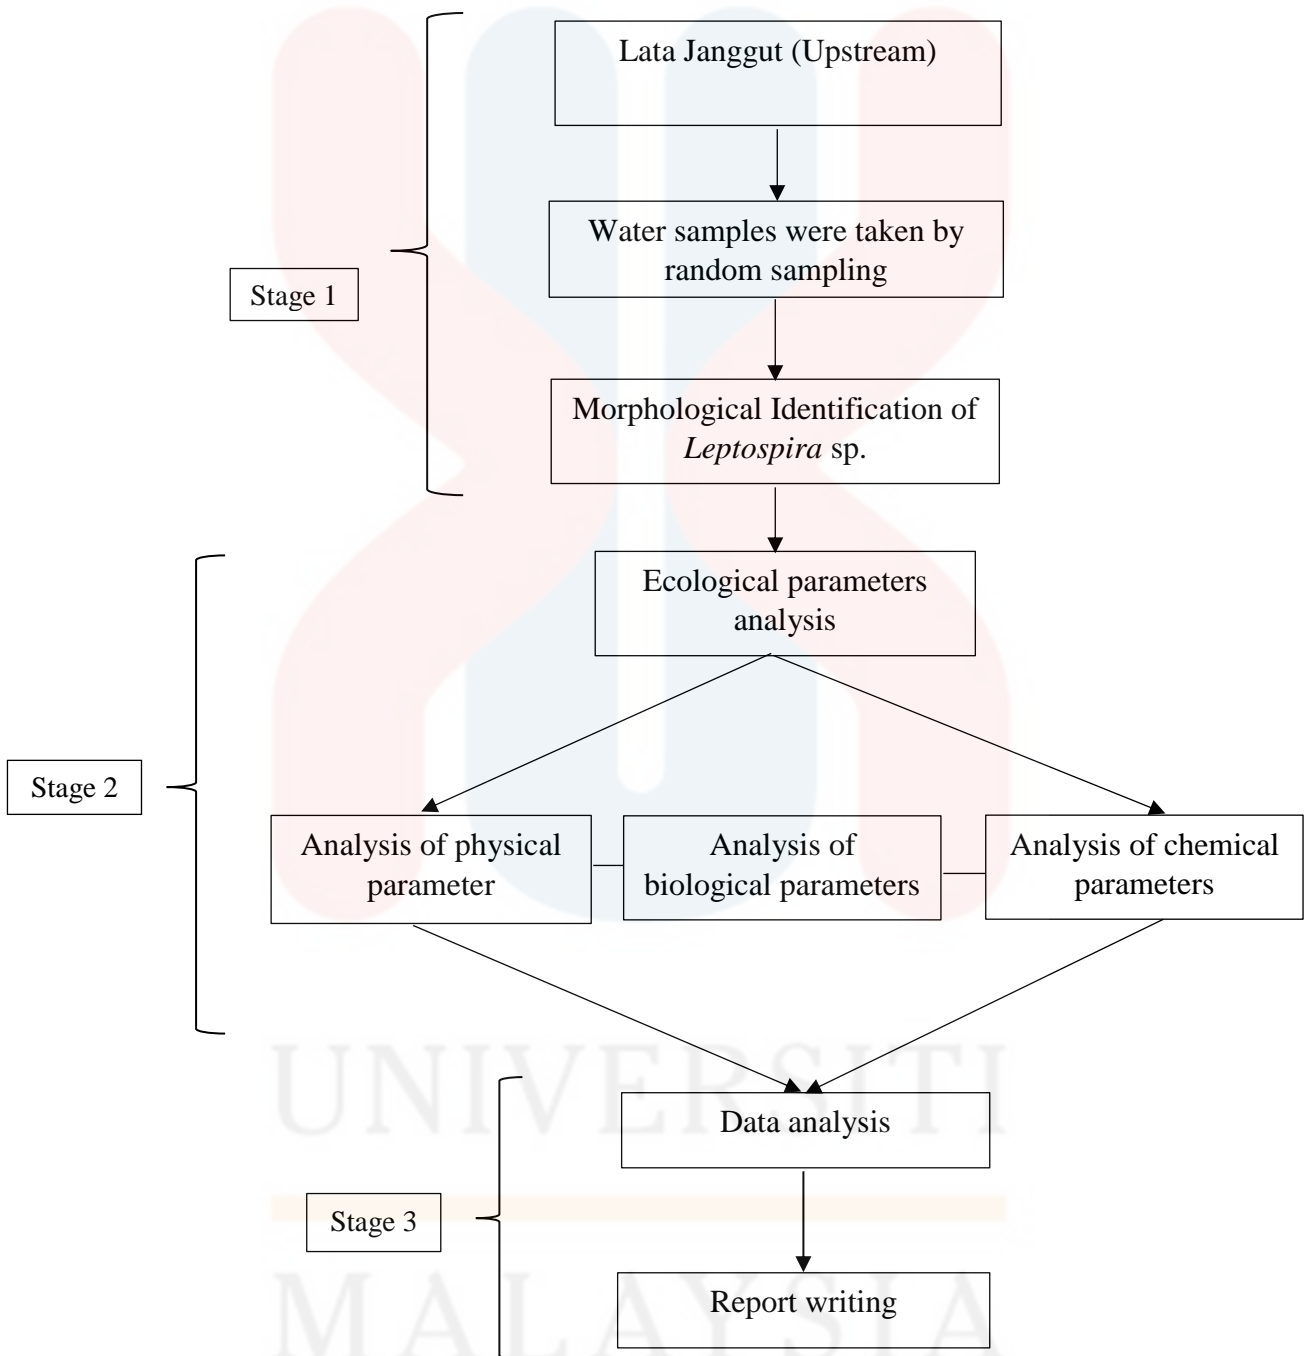 Lata Janggut (Upstream)
Water samples were taken by
random sampling
Stage 1
Morphological Identification of
Leptospira sp.
Ecological parameters
analysis
Stage 2
Analysis of physical
parameter
Analysis of
biological parameters
Analysis of chemical
parameters
UNIVERSITI
Data analysis
Stage 3
MALAYSIA
Report writing